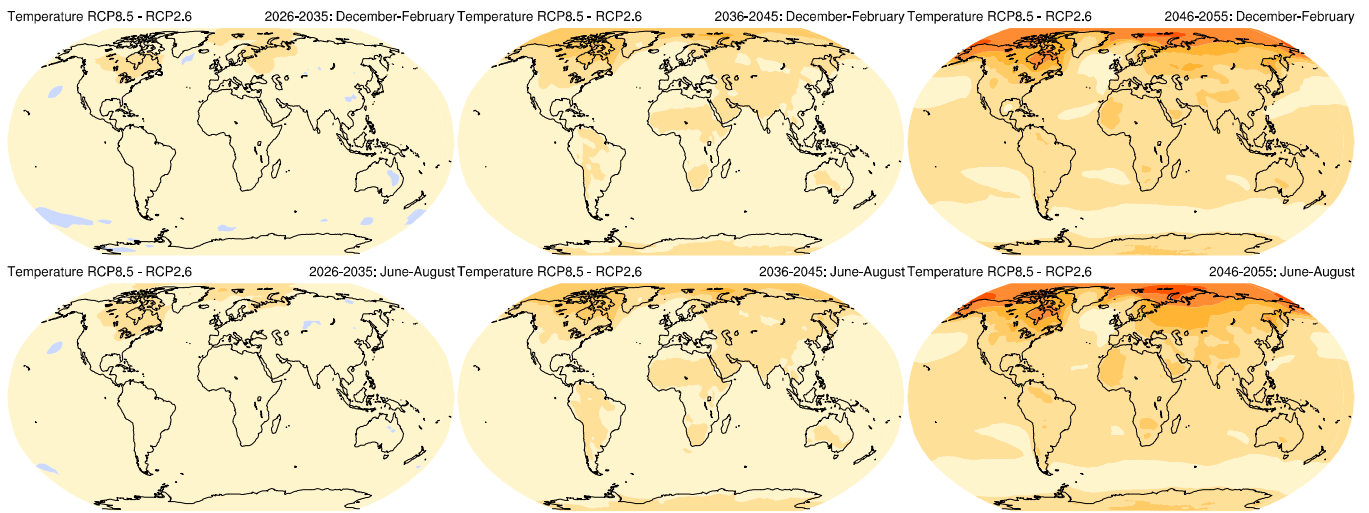 Temperature RCP8.5 - RCP2.6 2026-2035: December-February
Temperature RCP8.5 - RCP2.6 2036-2045: December-February
Temperature RCP8.5 - RCP2.6 2046-2055: December-February
Temperature RCP8.5 - RCP2.6 2026-2035: June-August
Temperature RCP8.5 - RCP2.6 2036-2045: June-August
Temperature RCP8.5 - RCP2.6 2046-2055: June-August